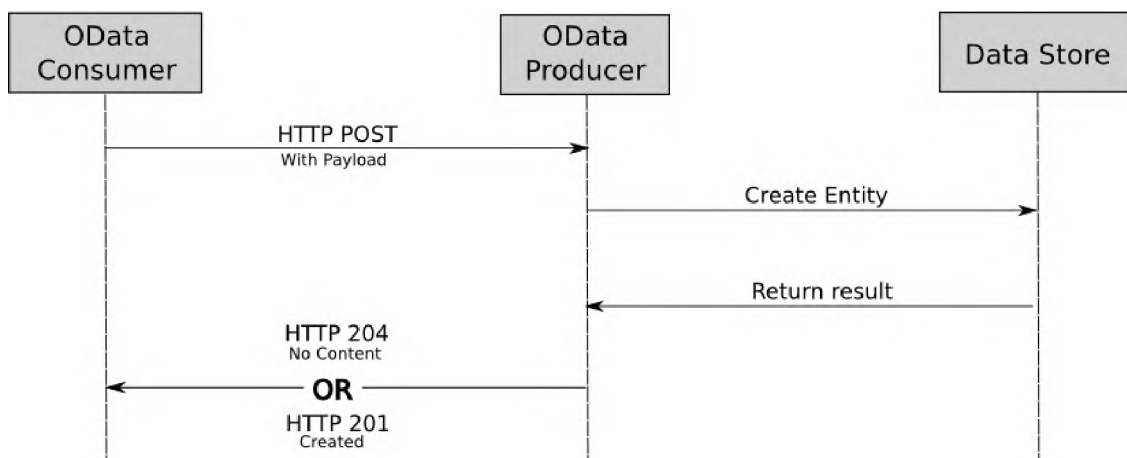 OData
Consumer
OData
Producer
Data Store
HTTP POST
With Payload
Create Entity
Return result
HTTP 204
No Content
OR
HTTP 201
Created